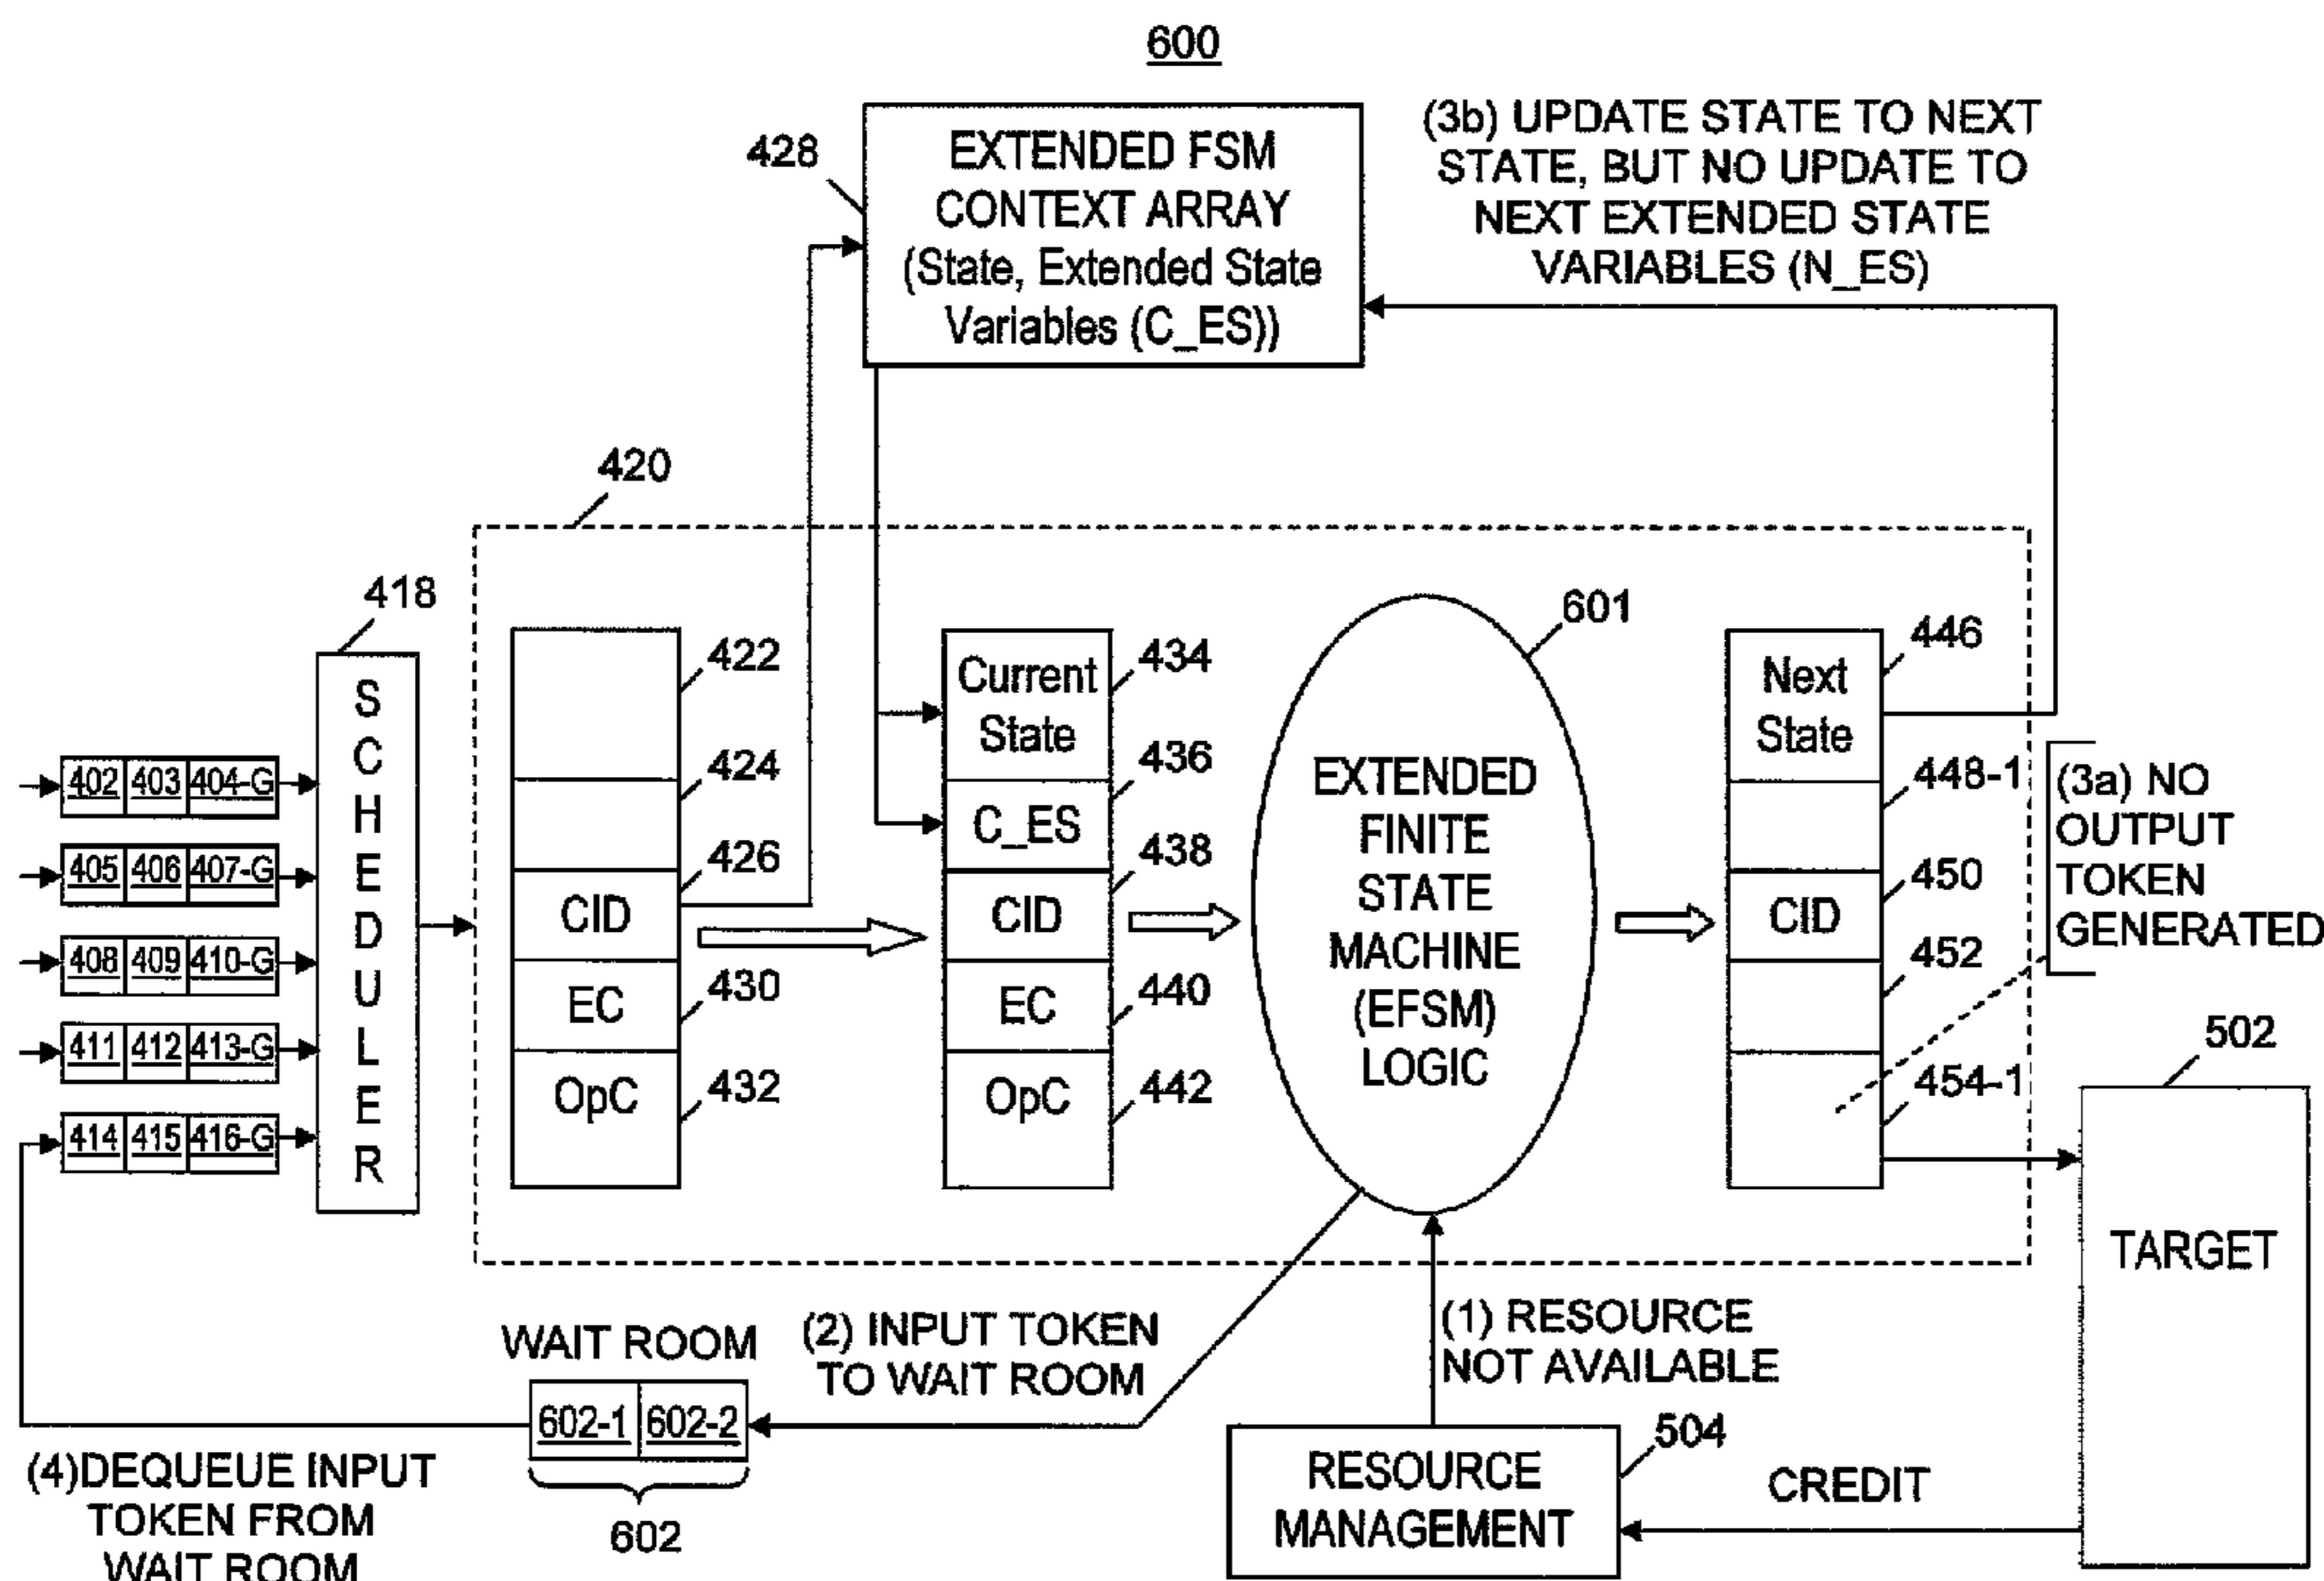 600
428
EXTENDED FSM
CONTEXT ARRAY
(State, Extended State
Variables (C_ES))
(3b) UPDATE STATE TO NEXT
STATE, BUT NO UPDATE TO
NEXT EXTENDED STATE
VARIABLES (N_ES)
420
418
SCHEDULER
402 403 404-G
405 406 407-G
408 409 410-G
411 412 413-G
414 415 416-G
422
424
426
CID
EC
430
OpC
432
Current
State
434
436
C_ES
438
CID
EC
440
OpC
442
601
EXTENDED
FINITE
STATE
MACHINE
(EFSM)
LOGIC
Next
State
446
448-1
CID
450
452
454-1
(3a) NO
OUTPUT
TOKEN
GENERATED
502
TARGET
WAIT ROOM
602-1 602-2
602
(2) INPUT TOKEN
TO WAIT ROOM
(1) RESOURCE
NOT AVAILABLE
504
RESOURCE
MANAGEMENT
CREDIT
(4)DEQUEUE INPUT
TOKEN FROM
WAIT ROOM